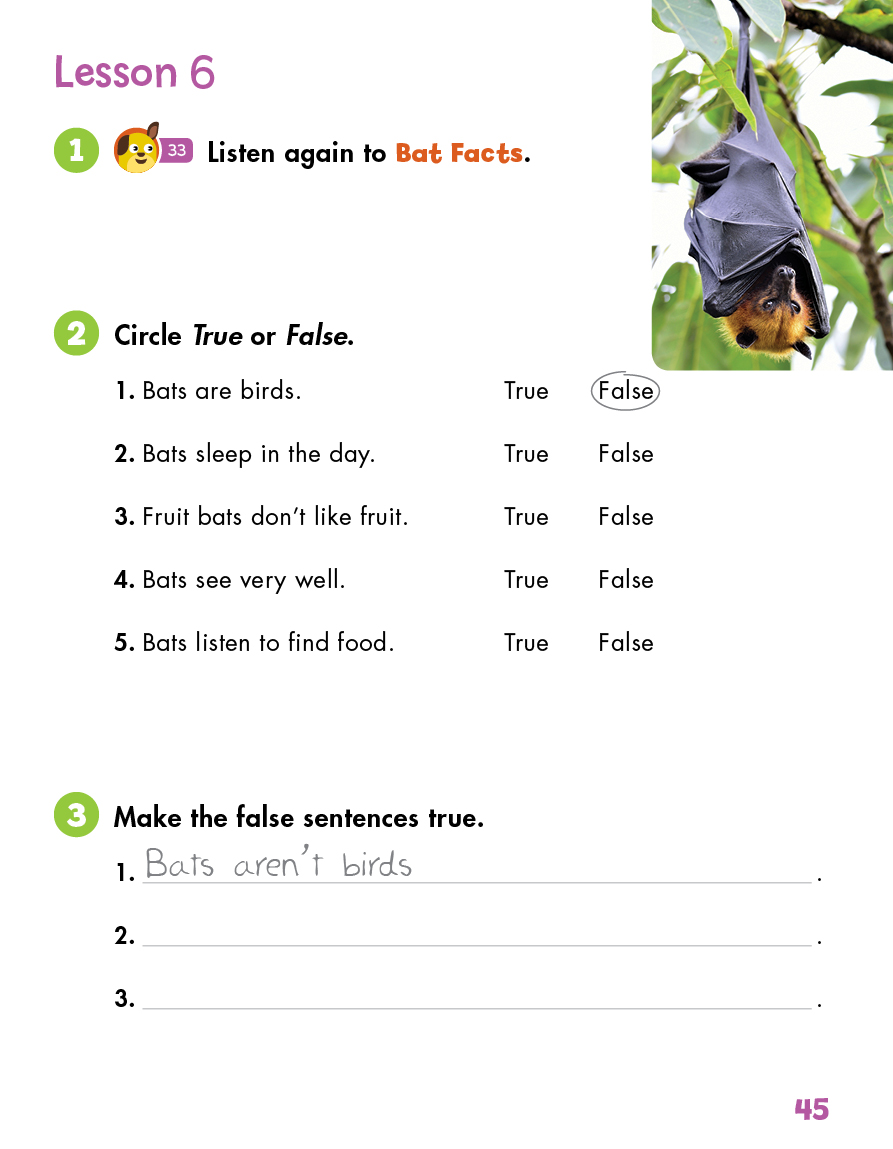 Lesson 6
1 33 Listen again to Bat Facts.
2 Circle True or False.
1. Bats are birds. True False
2. Bats sleep in the day. True False
3. Fruit bats don't like fruit. True False
4. Bats see very well. True False
5. Bats listen to find food. True False
3 Make the false sentences true.
1. Bats aren't birds .
2. .
3. .
45